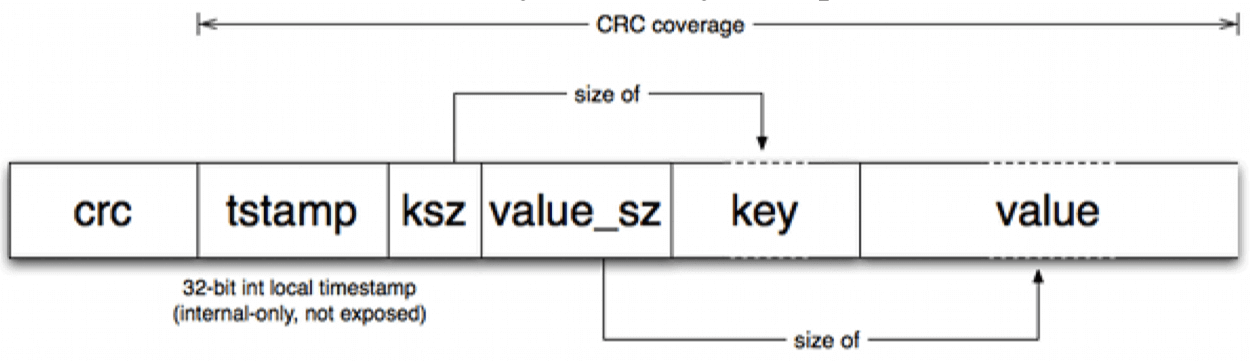 CRC coverage
size of
crc tstamp ksz value_sz key value
32-bit int local timestamp
(internal-only, not exposed)
size of